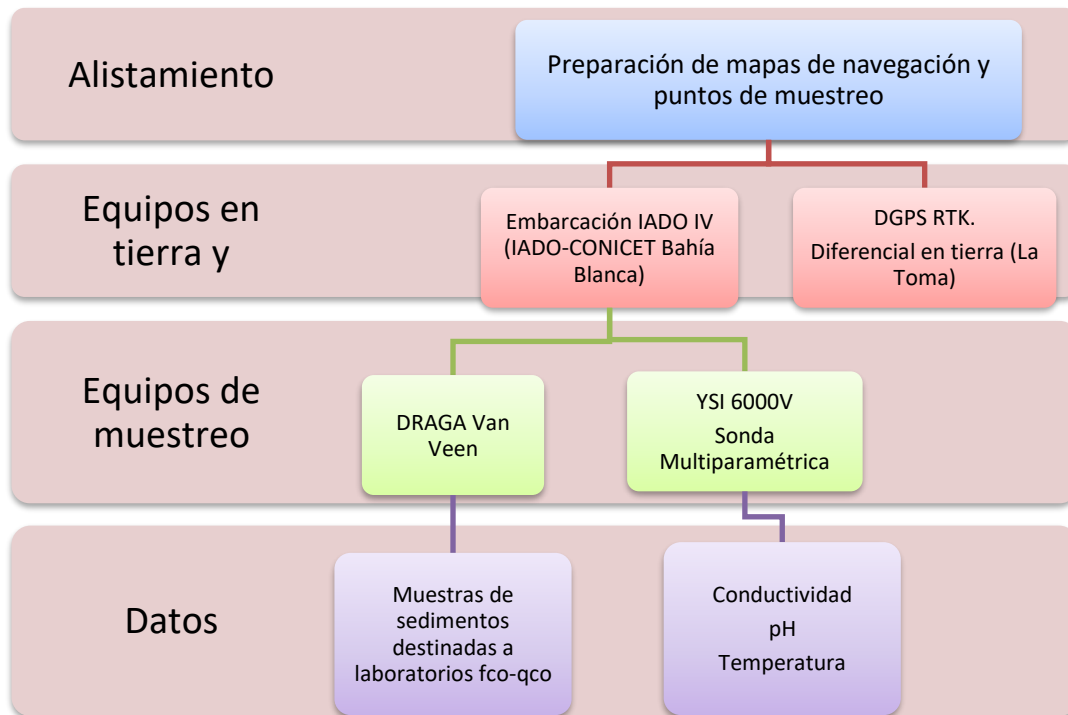 Alistamiento
Preparación de mapas de navegación y
puntos de muestreo
Equipos en
tierra y
Embarcación IADO IV
(IADO-CONICET Bahía
Blanca)
DGPS RTK.
Diferencial en tierra (La
Toma)
Equipos de
muestreo
DRAGA Van
Veen
YSI 6000V
Sonda
Multiparamétrica
Datos
Muestras de
sedimentos
destinadas a
laboratorios fco-qco
Conductividad
pH
Temperatura